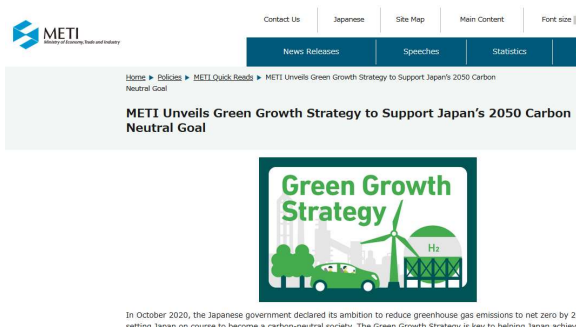 Contact Us
Japanese
Site Map
Main Content
Font size
METI
Ministry of Economy, Trade and Industry
News Releases
Speeches
Statistics
Home ▶ Policies ▶ METI Quick Reads ▶ METI Unveils Green Growth Strategy to Support Japan's 2050 Carbon
Neutral Goal
METI Unveils Green Growth Strategy to Support Japan's 2050 Carbon
Neutral Goal
Green Growth
Strategy
H₂
In October 2020, the Japanese government declared its ambition to reduce greenhouse gas emissions to net zero by 2
setting Japan on course to become a carbon-neutral society. The Green Growth Strategy is key to helping Japan achiev